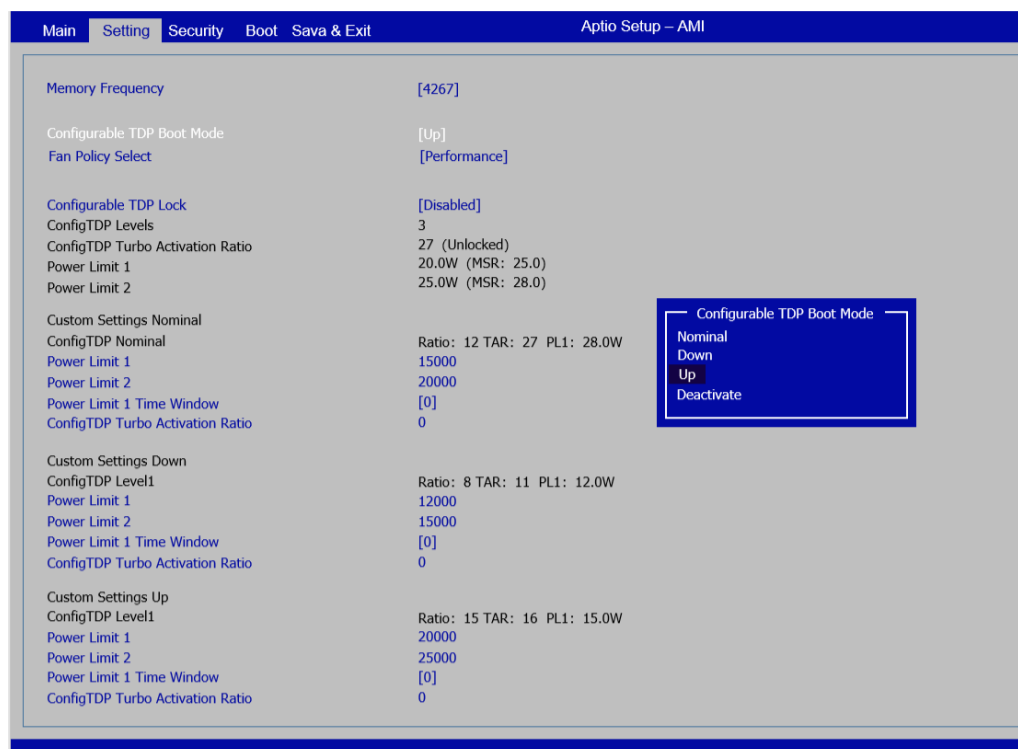 Aptio Setup – AMI
Main Setting Security Boot Sava & Exit
Memory Frequency [4267]
Configurable TDP Boot Mode [Up]
Fan Policy Select [Performance]
Configurable TDP Lock [Disabled]
ConfigTDP Levels 3
ConfigTDP Turbo Activation Ratio 27 (Unlocked)
Power Limit 1 20.0W (MSR: 25.0)
Power Limit 2 25.0W (MSR: 28.0)
Custom Settings Nominal
ConfigTDP Nominal Ratio: 12 TAR: 27 PL1: 28.0W
Power Limit 1 15000
Power Limit 2 20000
Power Limit 1 Time Window [0]
ConfigTDP Turbo Activation Ratio 0
Custom Settings Down
ConfigTDP Level1 Ratio: 8 TAR: 11 PL1: 12.0W
Power Limit 1 12000
Power Limit 2 15000
Power Limit 1 Time Window [0]
ConfigTDP Turbo Activation Ratio 0
Custom Settings Up
ConfigTDP Level1 Ratio: 15 TAR: 16 PL1: 15.0W
Power Limit 1 20000
Power Limit 2 25000
Power Limit 1 Time Window [0]
ConfigTDP Turbo Activation Ratio 0
Configurable TDP Boot Mode
Nominal
Down
Up
Deactivate